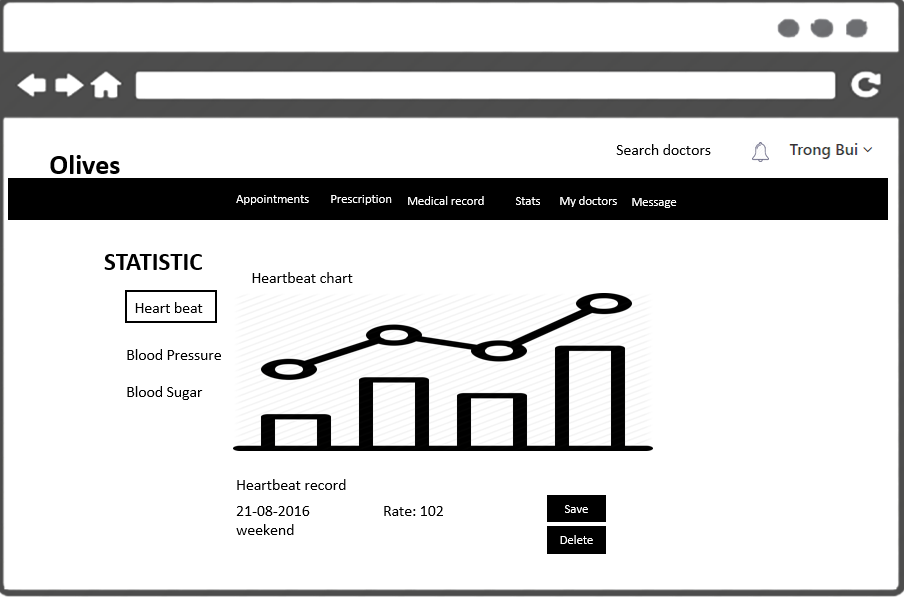 Search doctors
Trong Bui
Olives
Appointments Prescription Medical record Stats My doctors Message
STATISTIC
Heartbeat chart
Heart beat
Blood Pressure
Blood Sugar
Heartbeat record
21-08-2016 Rate: 102 Save
weekend
Delete